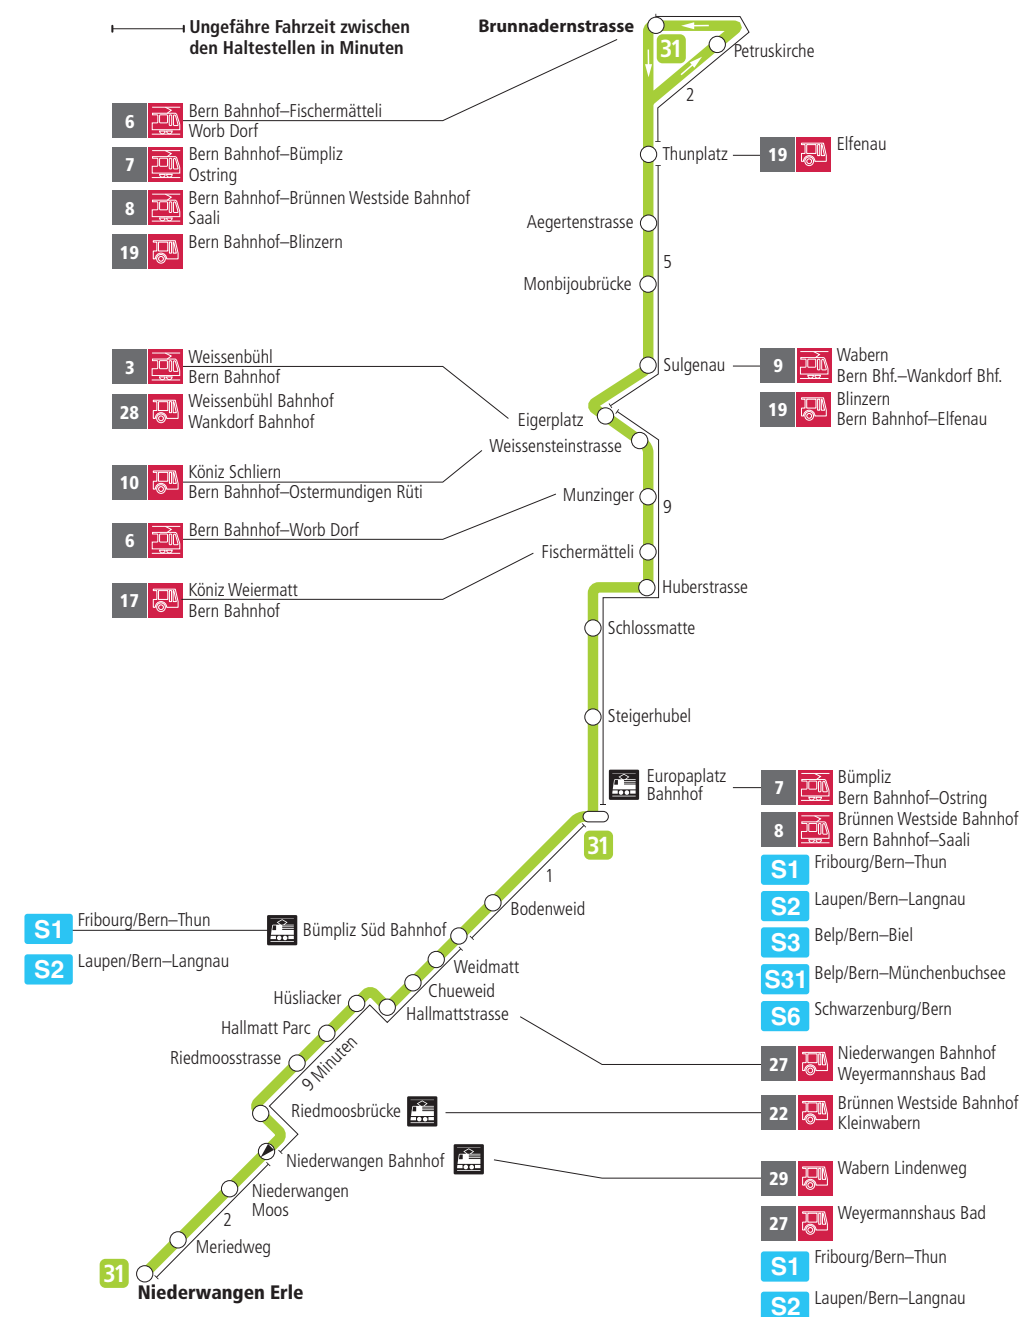 Ungefähre Fahrzeit zwischen
den Haltestellen in Minuten
Brunnadernstrasse
31
Petruskirche
2
6
Bern Bahnhof–Fischermätteli
Worb Dorf
7
Bern Bahnhof–Bümpliz
Ostring
8
Bern Bahnhof–Brünnen Westside Bahnhof
Saali
19
Bern Bahnhof–Blinzern
Thunplatz
19
Elfenau
Aegertenstrasse
5
Monbijoubrücke
3
Weissenbühl
Bern Bahnhof
28
Weissenbühl Bahnhof
Wankdorf Bahnhof
Sulgenau
9
Wabern
Bern Bhf.–Wankdorf Bhf.
19
Blinzern
Bern Bahnhof–Elfenau
Eigerplatz
Weissensteinstrasse
10
Köniz Schliern
Bern Bahnhof–Ostermundigen Rüti
Munzinger
9
6
Bern Bahnhof–Worb Dorf
Fischermätteli
17
Köniz Weiermatt
Bern Bahnhof
Huberstrasse
Schlossmatte
Steigerhubel
Europaplatz
Bahnhof
7
Bümpliz
Bern Bahnhof–Ostring
8
Brünnen Westside Bahnhof
Bern Bahnhof–Saali
S1
Fribourg/Bern–Thun
S2
Laupen/Bern–Langnau
S3
Belp/Bern–Biel
S31
Belp/Bern–Münchenbuchsee
S6
Schwarzenburg/Bern
31
1
Bodenweid
S1
Fribourg/Bern–Thun
S2
Laupen/Bern–Langnau
Bümpliz Süd Bahnhof
Weidmatt
Chueweid
Hallmattstrasse
Hüsliacker
Hallmatt Parc
Riedmoosstrasse
9 Minuten
27
Niederwangen Bahnhof
Weyermannshaus Bad
Riedmoosbrücke
22
Brünnen Westside Bahnhof
Kleinwabern
Niederwangen Bahnhof
29
Wabern Lindenweg
27
Weyermannshaus Bad
S1
Fribourg/Bern–Thun
S2
Laupen/Bern–Langnau
Niederwangen
Moos
2
Meriedweg
31
Niederwangen Erle